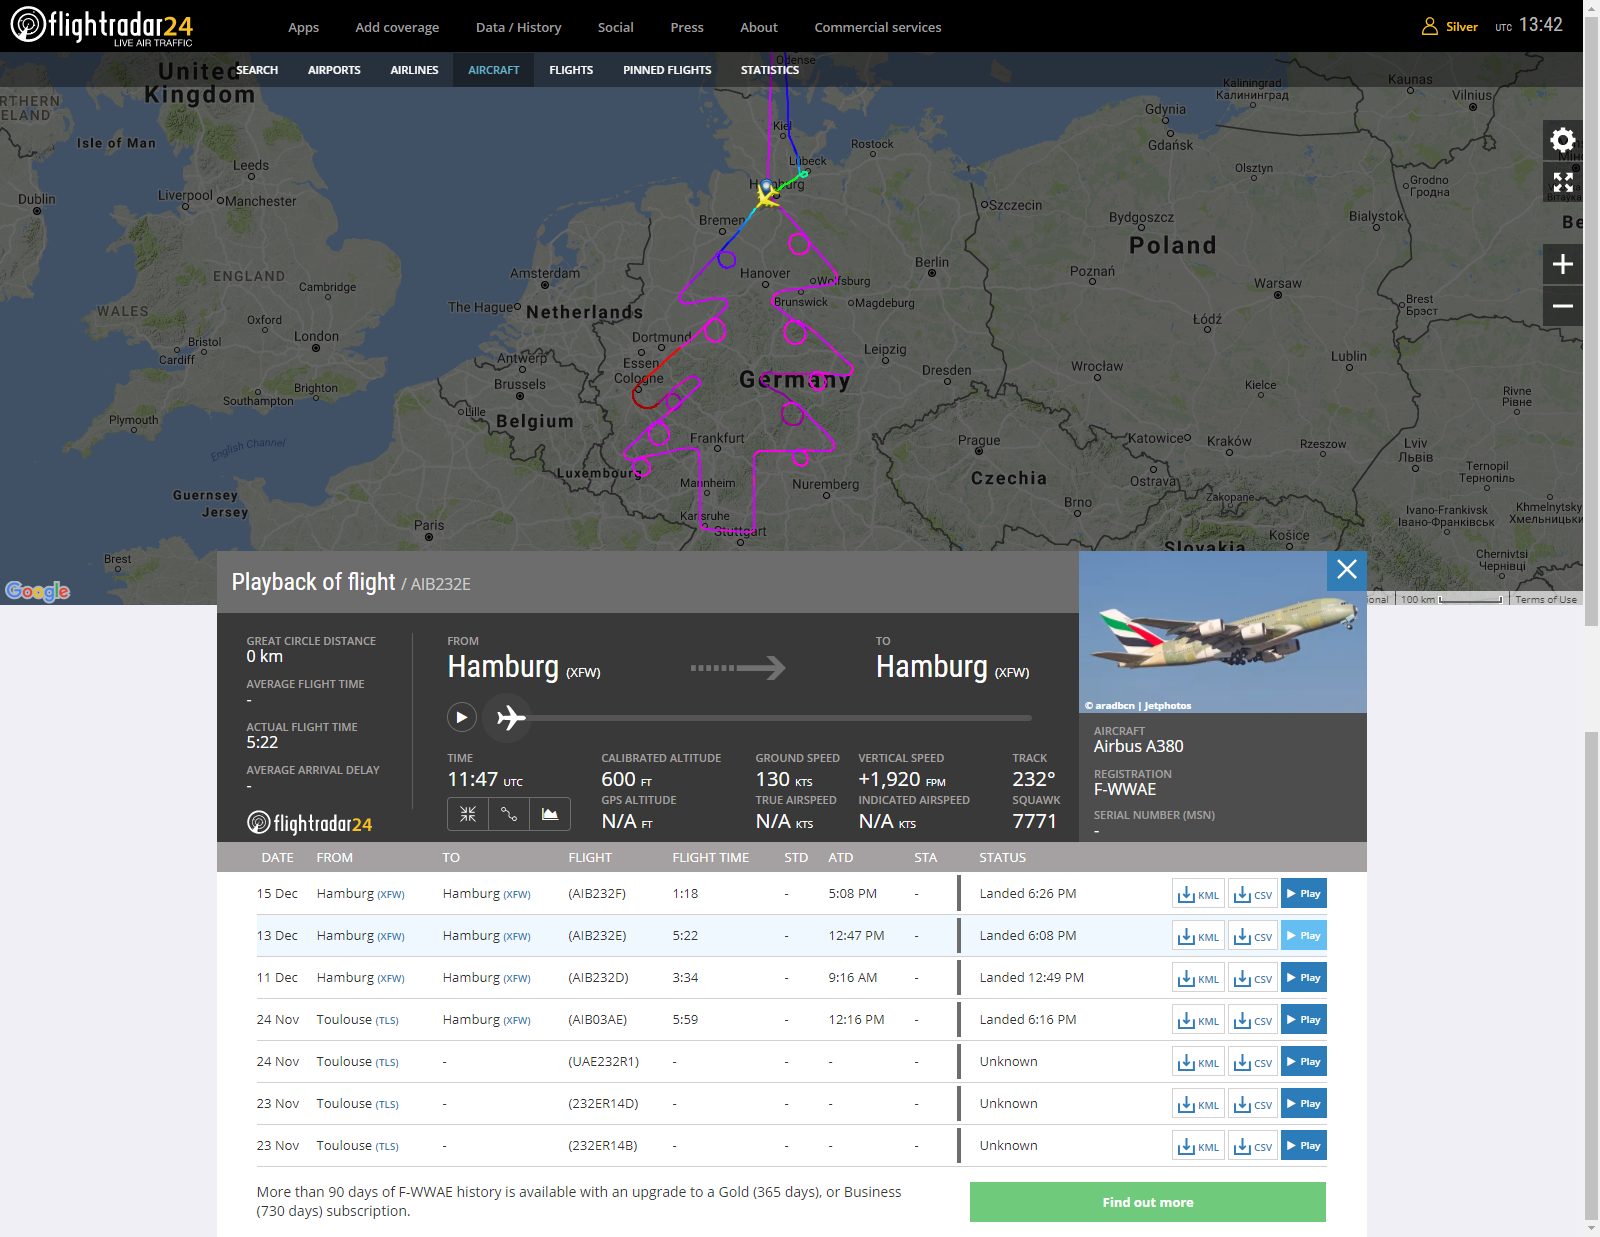 flightradar24
LIVE AIR TRAFFIC
Apps
Add coverage
Data / History
Social
Press
About
Commercial services
Silver
UTC 13:42
SEARCH
AIRPORTS
AIRLINES
AIRCRAFT
FLIGHTS
PINNED FLIGHTS
STATISTICS
United
Kingdom
Isle of Man
Leeds
Dublin
Liverpool
Manchester
ENGLAND
Cambridge
WALES
Oxford
London
Bristol
Cardiff
Brighton
Southampton
Plymouth
English Channel
Guernsey
Jersey
Brest
Paris
Odense
Kiel
Lübeck
Rostock
Hamburg
Bremen
Amsterdam
The Hague
Netherlands
Hanover
Wolfsburg
Brunswick
Magdeburg
Berlin
Dortmund
Essen
Cologne
Antwerp
Brussels
Lille
Belgium
Germany
Leipzig
Dresden
Frankfurt
Luxembourg
Mannheim
Nuremberg
Karlsruhe
Stuttgart
Prague
Czechia
Brno
Szczecin
Gdynia
Gdańsk
Kaliningrad
Калининград
Kaunas
Vilnius
Olsztyn
Grodno
Гродно
Bydgoszcz
Bialystok
Poland
Poznań
Warsaw
Brest
Брэст
Łódź
Wrocław
Lublin
Kielce
Rivne
Рівне
Katowice
Kraków
Rzeszow
Lviv
Львів
Ostrava
Zakopane
Ternopil
Тернопіль
Ivano-Frankivsk
Івано-Франківськ
Khmelnytsky
Хмельницьки
Košice
Slovakia
Chernivtsi
Чернівці
Be
Google
100 km
Terms of Use
Playback of flight / AIB232E
© aradbcn | Jetphotos
GREAT CIRCLE DISTANCE
0 km
AVERAGE FLIGHT TIME
-
ACTUAL FLIGHT TIME
5:22
AVERAGE ARRIVAL DELAY
-
flightradar24
FROM
Hamburg (XFW)
TO
Hamburg (XFW)
TIME
11:47 UTC
CALIBRATED ALTITUDE
600 FT
GPS ALTITUDE
N/A FT
GROUND SPEED
130 KTS
TRUE AIRSPEED
N/A KTS
VERTICAL SPEED
+1,920 FPM
INDICATED AIRSPEED
N/A KTS
TRACK
232°
SQUAWK
7771
AIRCRAFT
Airbus A380
REGISTRATION
F-WWAE
SERIAL NUMBER (MSN)
-
DATE FROM TO FLIGHT FLIGHT TIME STD ATD STA STATUS
15 Dec Hamburg (XFW) Hamburg (XFW) (AIB232F) 1:18 - 5:08 PM - Landed 6:26 PM KML CSV Play
13 Dec Hamburg (XFW) Hamburg (XFW) (AIB232E) 5:22 - 12:47 PM - Landed 6:08 PM KML CSV Play
11 Dec Hamburg (XFW) Hamburg (XFW) (AIB232D) 3:34 - 9:16 AM - Landed 12:49 PM KML CSV Play
24 Nov Toulouse (TLS) Hamburg (XFW) (AIB03AE) 5:59 - 12:16 PM - Landed 6:16 PM KML CSV Play
24 Nov Toulouse (TLS) - (UAE232R1) - - - - Unknown KML CSV Play
23 Nov Toulouse (TLS) - (232ER14D) - - - - Unknown KML CSV Play
23 Nov Toulouse (TLS) - (232ER14B) - - - - Unknown KML CSV Play
More than 90 days of F-WWAE history is available with an upgrade to a Gold (365 days), or Business
(730 days) subscription.
Find out more